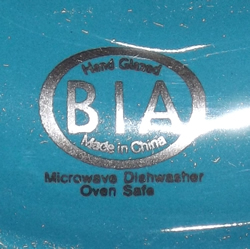 Hand Glazed
BIA
Made in China
Microwave Dishwasher
Oven Safe